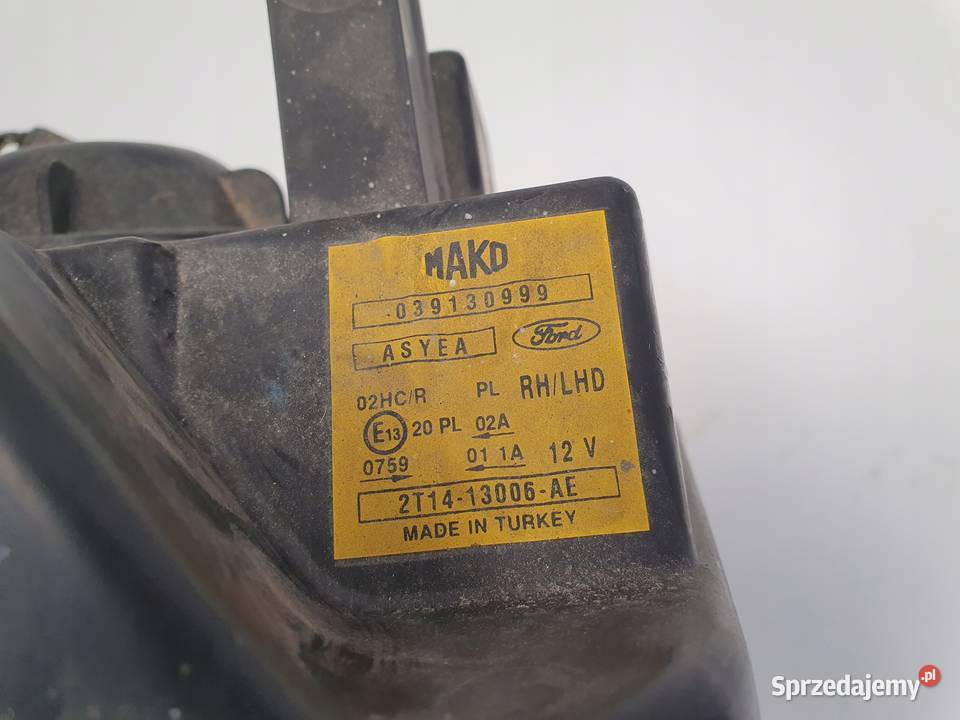 MAKO
039130999
ASYEA
Ford
02HC/R PL RH/LHD
E13 20 PL 02A
0759 01 1A 12 V
2T14-13006-AE
MADE IN TURKEY
Sprzedajemy.pl